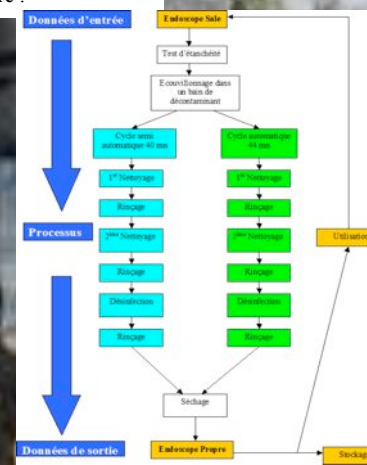 Données d'entrée
Endoscope Sale
Test d'étanchéité
Ecouvillonnage dans
un bain de
décontaminant
Cycle semi
automatique 40 mn
Cycle automatique
44 mn
1er Nettoyage
1er Nettoyage
Rinçage
Rinçage
Processus
2ème Nettoyage
2ème Nettoyage
Utilisation
Rinçage
Rinçage
Désinfection
Désinfection
Rinçage
Rinçage
Séchage
Données de sortie
Endoscope Propre
Stockage